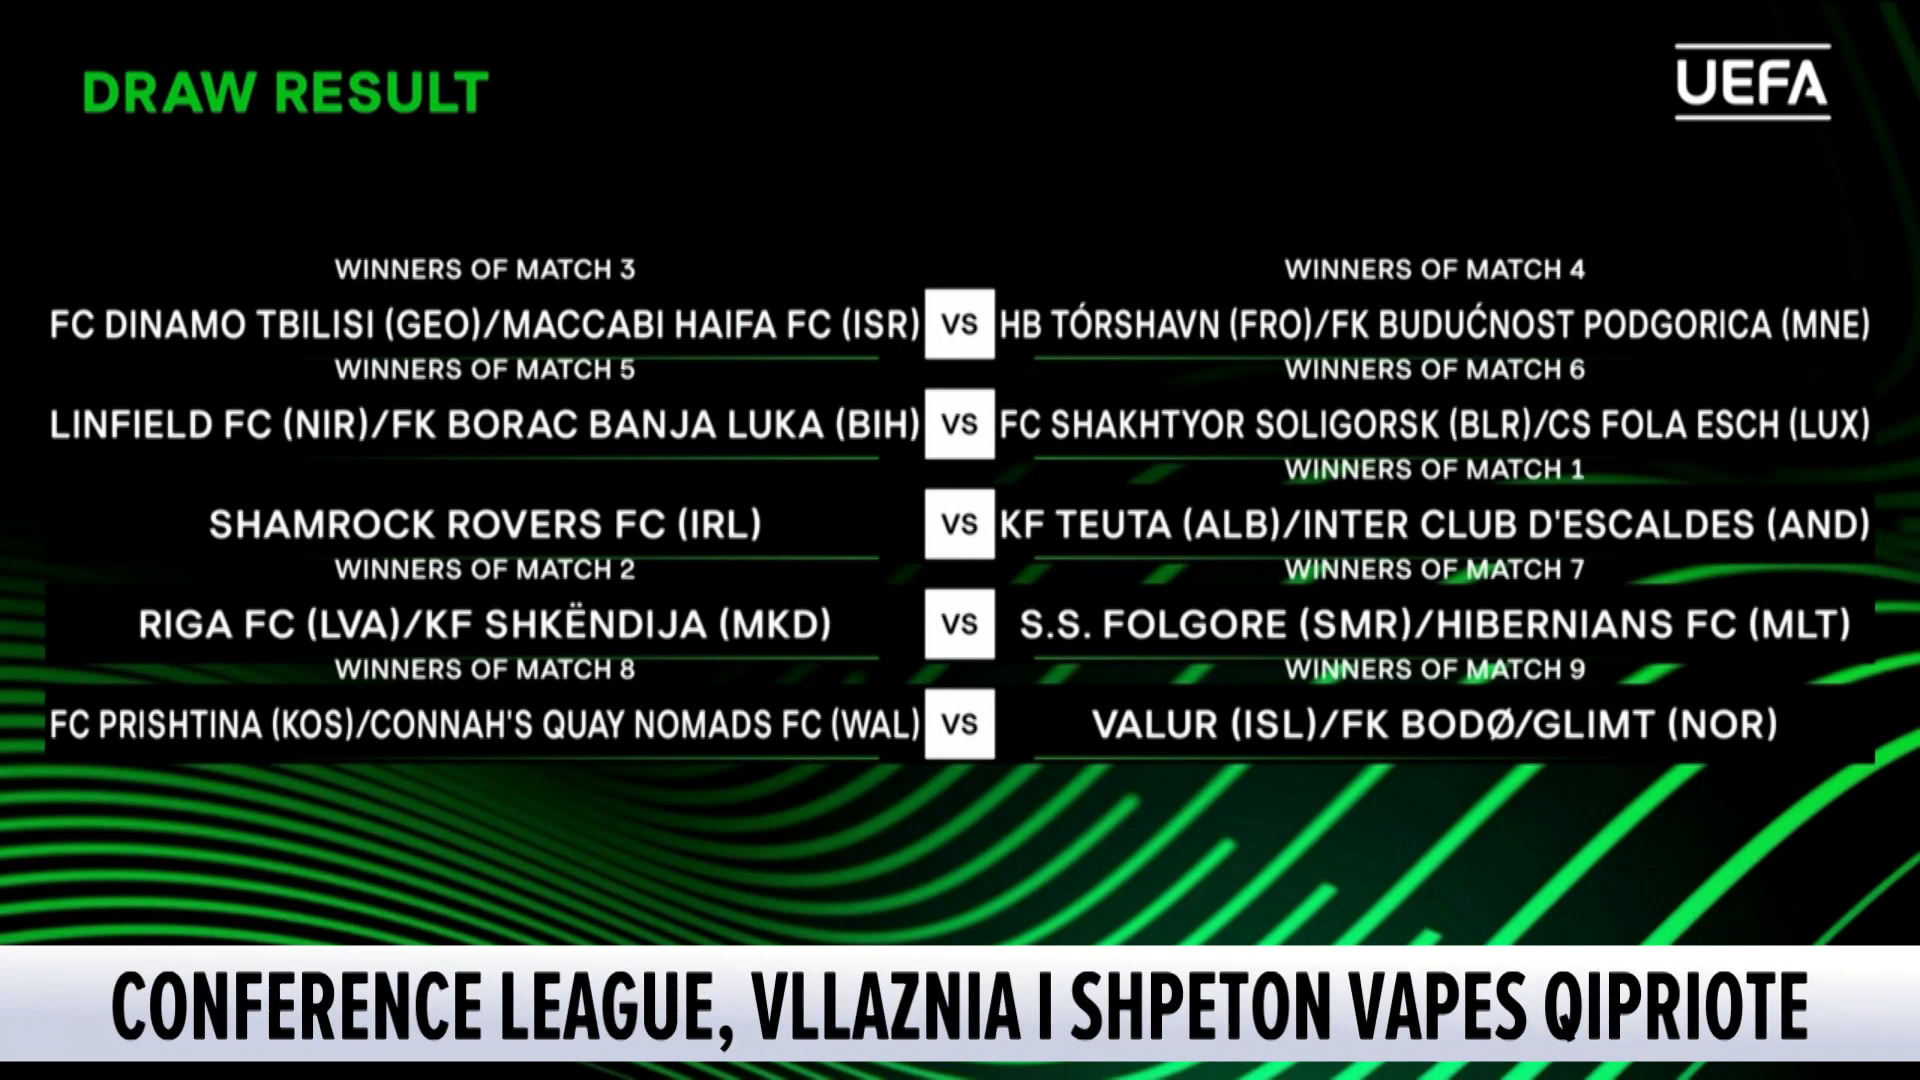 DRAW RESULT
UEFA
WINNERS OF MATCH 3
WINNERS OF MATCH 4
FC DINAMO TBILISI (GEO)/MACCABI HAIFA FC (ISR)
VS
HB TÓRSHAVN (FRO)/FK BUDUĆNOST PODGORICA (MNE)
WINNERS OF MATCH 5
WINNERS OF MATCH 6
LINFIELD FC (NIR)/FK BORAC BANJA LUKA (BIH)
VS
FC SHAKHTYOR SOLIGORSK (BLR)/CS FOLA ESCH (LUX)
WINNERS OF MATCH 1
SHAMROCK ROVERS FC (IRL)
VS
KF TEUTA (ALB)/INTER CLUB D'ESCALDES (AND)
WINNERS OF MATCH 2
WINNERS OF MATCH 7
RIGA FC (LVA)/KF SHKËNDIJA (MKD)
VS
S.S. FOLGORE (SMR)/HIBERNIANS FC (MLT)
WINNERS OF MATCH 8
WINNERS OF MATCH 9
FC PRISHTINA (KOS)/CONNAH'S QUAY NOMADS FC (WAL)
VS
VALUR (ISL)/FK BODØ/GLIMT (NOR)
CONFERENCE LEAGUE, VLLAZNIA I SHPETON VAPES QIPRIOTE